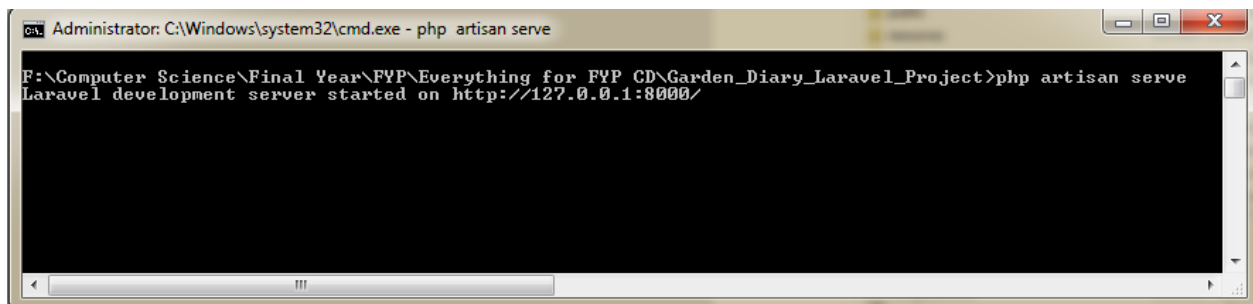 Administrator: C:\Windows\system32\cmd.exe - php  artisan serve
F:\Computer Science\Final Year\FYP\Everything for FYP CD\Garden_Diary_Laravel_Project>php artisan serve
Laravel development server started on http://127.0.0.1:8000/